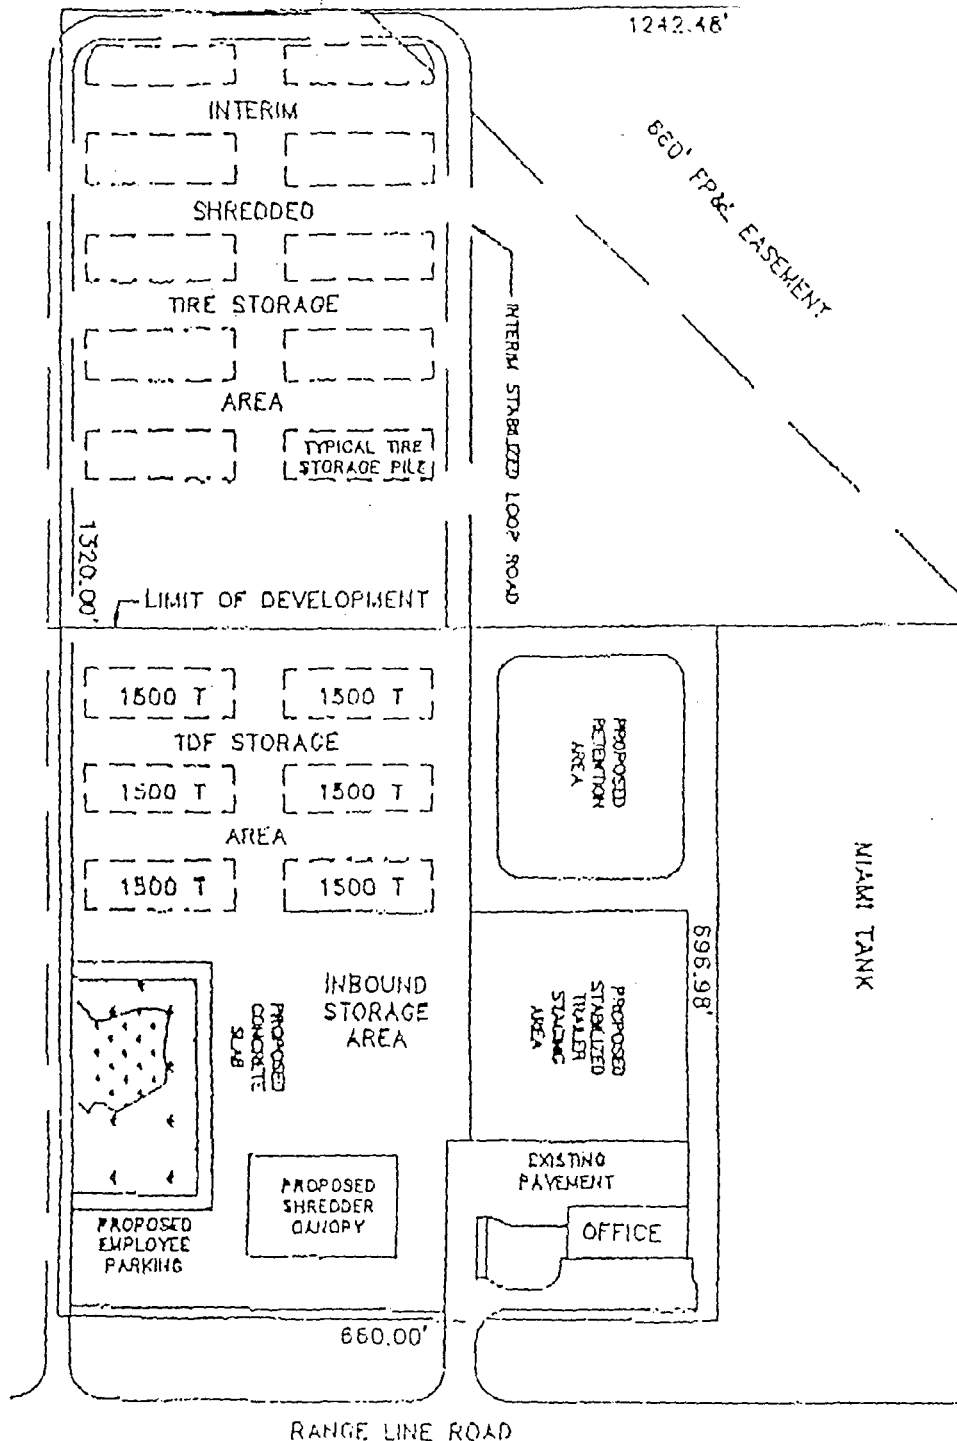 1242.48'
INTERIM
660' FP&L EASEMENT
SHREDDED
TIRE STORAGE
AREA
TYPICAL TIRE
STORAGE PILE
INTERIM STABILIZED LOOP ROAD
1320.00'
LIMIT OF DEVELOPMENT
1500 T
1500 T
TDF STORAGE
1500 T
1500 T
AREA
1500 T
1500 T
PROPOSED
RETENTION
AREA
MIAMI TANK
696.98'
INBOUND
STORAGE
AREA
PROPOSED
CONCRETE
SLAB
PROPOSED
STABILIZED
TRAILER
STAGING
AREA
EXISTING
PAVEMENT
PROPOSED
SHREDDER
CANOPY
OFFICE
PROPOSED
EMPLOYEE
PARKING
660.00'
RANGE LINE ROAD